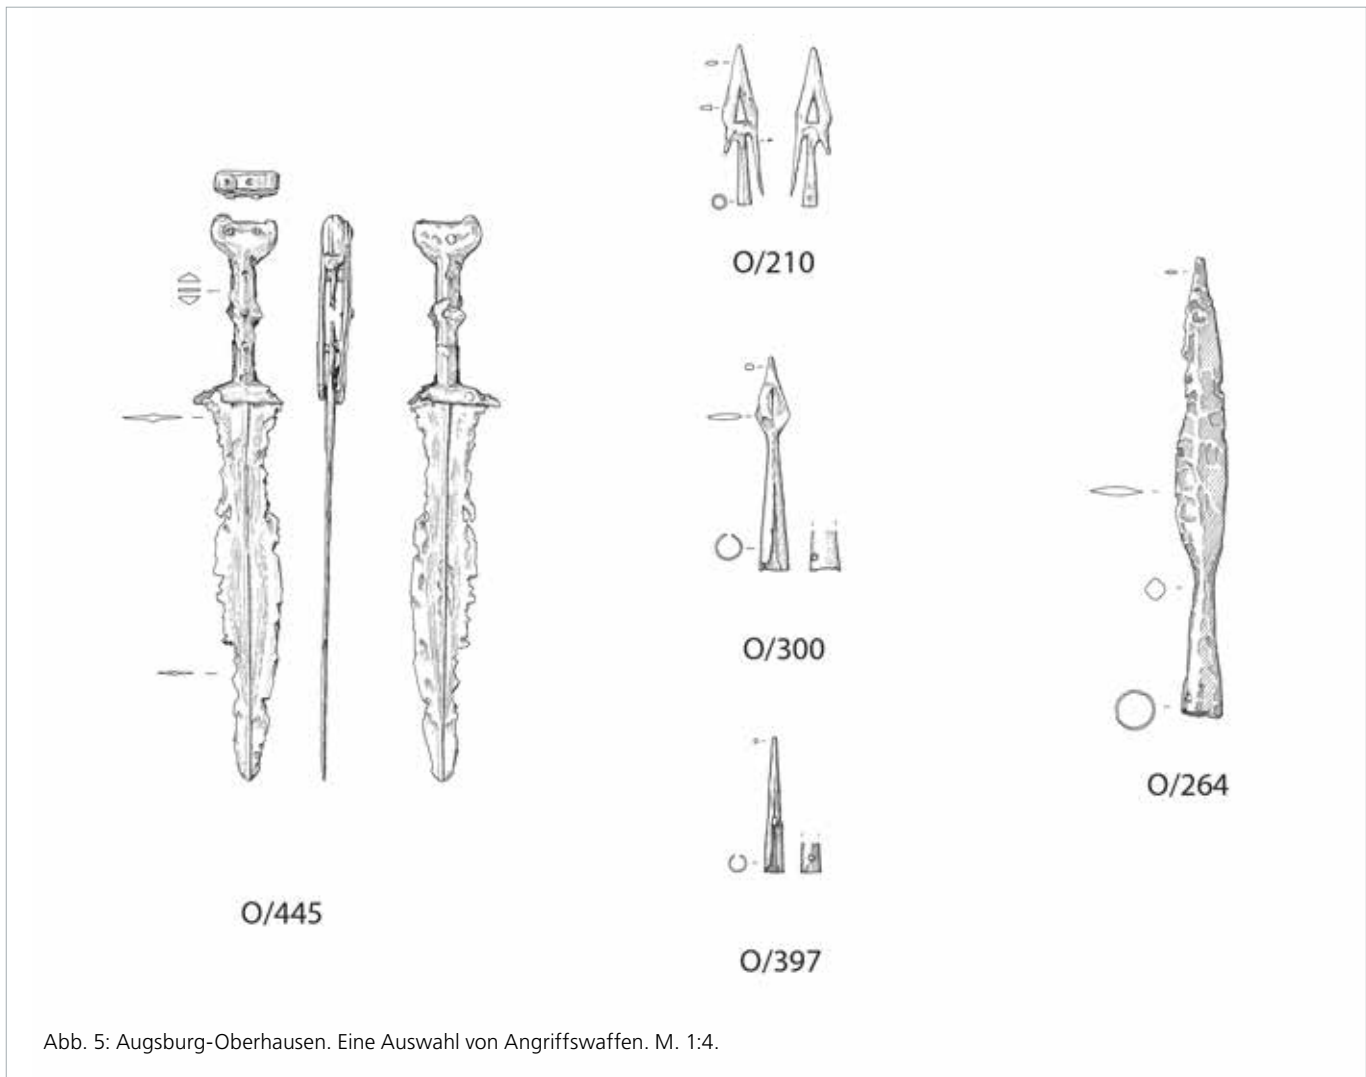 O/210
O/300
O/264
O/445
O/397
Abb. 5: Augsburg-Oberhausen. Eine Auswahl von Angriffswaffen. M. 1:4.